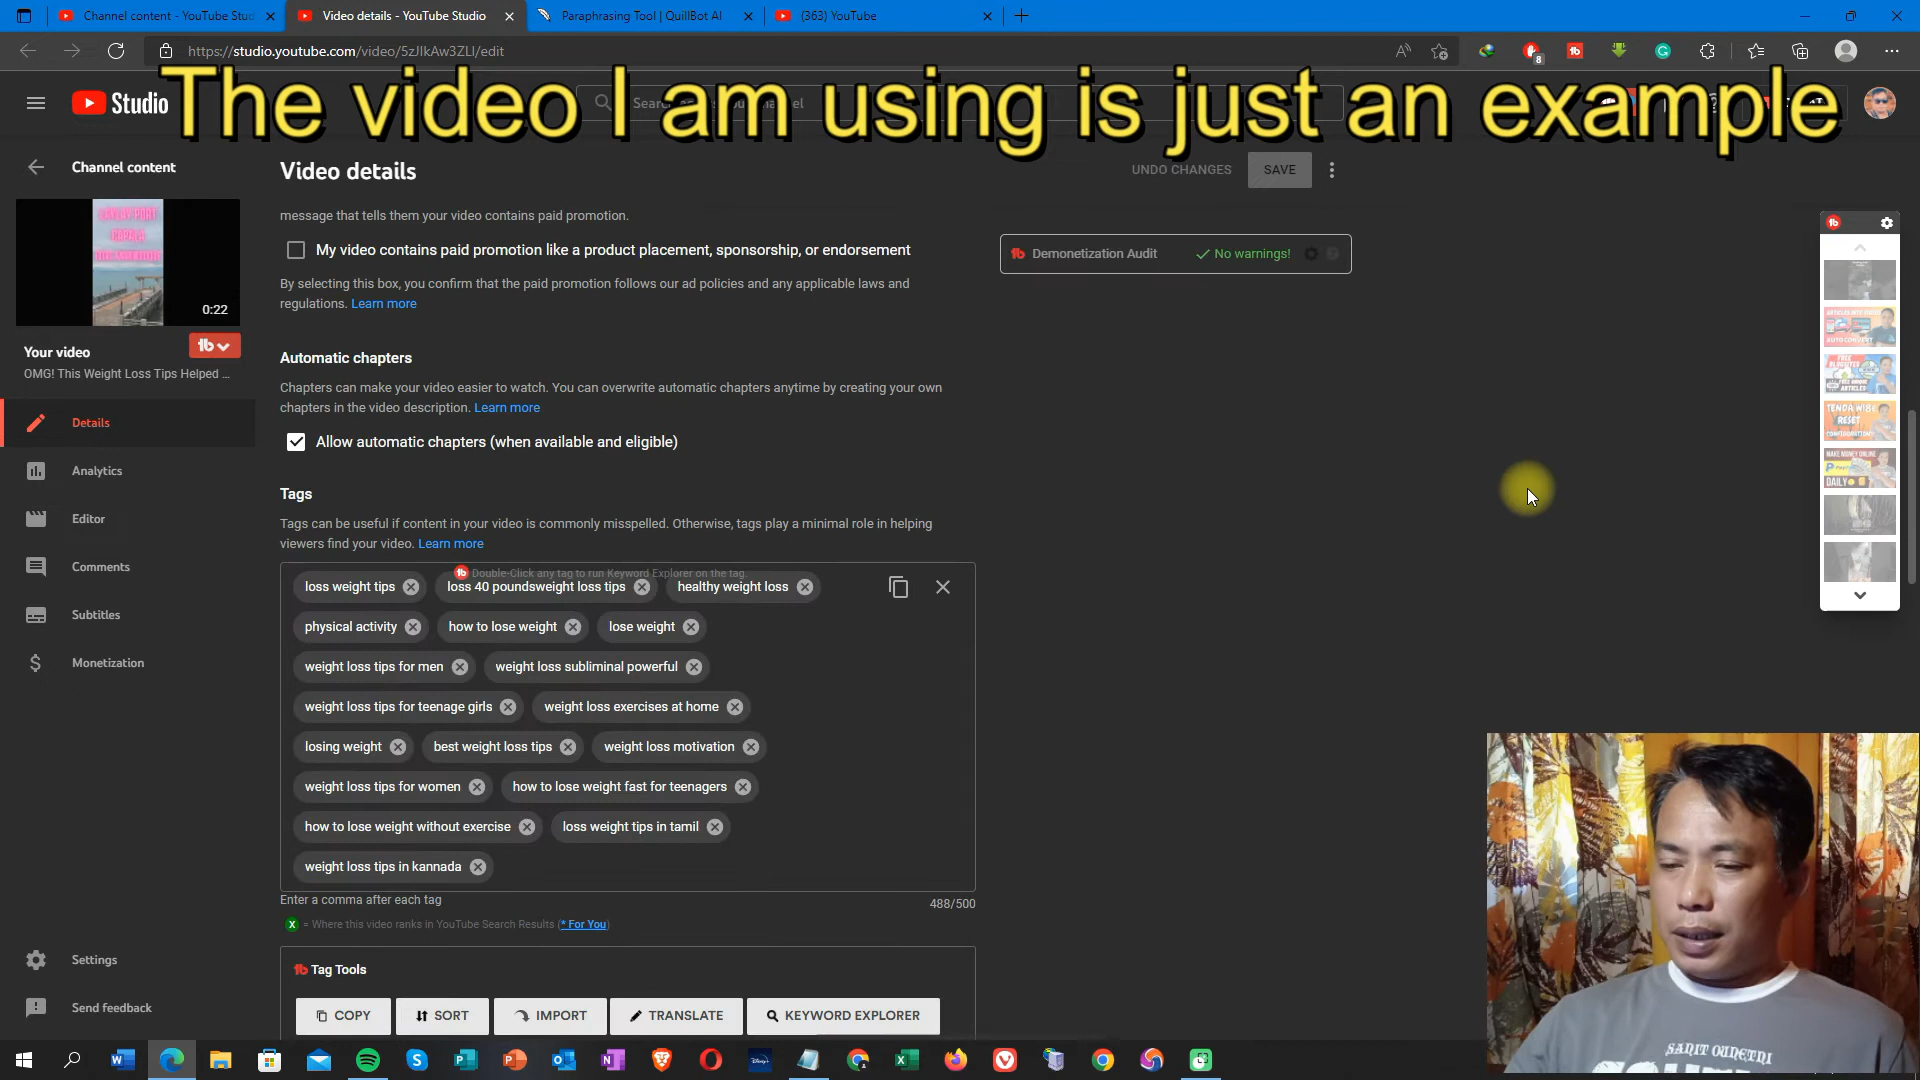 Channel content - YouTube Stud
Video details - YouTube Studio
Paraphrasing Tool | QuillBot AI
(363) YouTube
https://studio.youtube.com/video/5zJIkAw3ZLI/edit
8
The video I am using is just an example
Studio
Channel content
Video details
UNDO CHANGES
SAVE
message that tells them your video contains paid promotion.
My video contains paid promotion like a product placement, sponsorship, or endorsement
Demonetization Audit
No warnings!
By selecting this box, you confirm that the paid promotion follows our ad policies and any applicable laws and
regulations. Learn more
0:22
Your video
OMG! This Weight Loss Tips Helped ...
Automatic chapters
Chapters can make your video easier to watch. You can overwrite automatic chapters anytime by creating your own
chapters in the video description. Learn more
Allow automatic chapters (when available and eligible)
Details
Analytics
Editor
Comments
Subtitles
Monetization
Settings
Send feedback
Tags
Tags can be useful if content in your video is commonly misspelled. Otherwise, tags play a minimal role in helping
viewers find your video. Learn more
Double-Click any tag to run Keyword Explorer on the tag.
loss weight tips
loss 40 poundsweight loss tips
healthy weight loss
physical activity
how to lose weight
lose weight
weight loss tips for men
weight loss subliminal powerful
weight loss tips for teenage girls
weight loss exercises at home
losing weight
best weight loss tips
weight loss motivation
weight loss tips for women
how to lose weight fast for teenagers
how to lose weight without exercise
loss weight tips in tamil
weight loss tips in kannada
Enter a comma after each tag
488/500
X = Where this video ranks in YouTube Search Results (* For You)
Tag Tools
COPY
SORT
IMPORT
TRANSLATE
KEYWORD EXPLORER
TENDA
RESET
MAKE MONEY ONLINE
DAILY